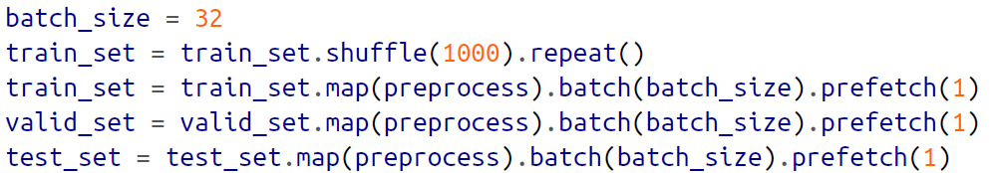 batch_size = 32
train_set = train_set.shuffle(1000).repeat()
train_set = train_set.map(preprocess).batch(batch_size).prefetch(1)
valid_set = valid_set.map(preprocess).batch(batch_size).prefetch(1)
test_set = test_set.map(preprocess).batch(batch_size).prefetch(1)